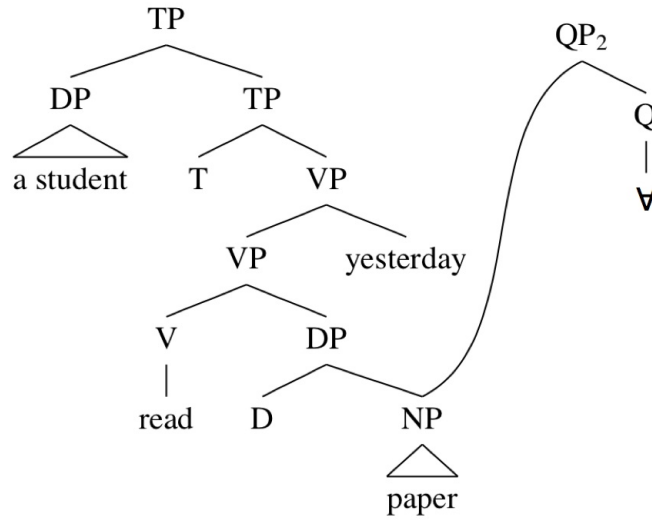 TP QP₂
DP TP Q
a student T VP ∀
VP yesterday
V DP
read D NP
paper